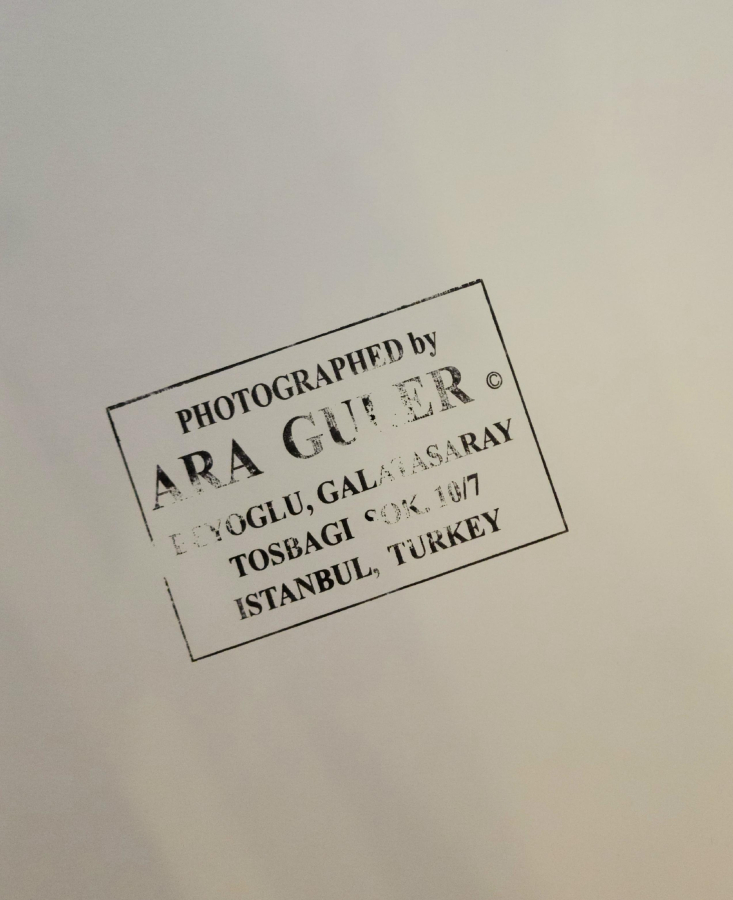 PHOTOGRAPHED by
ARA GULER ©
BEYOGLU, GALATASARAY
TOSBAGI SOK. 10/7
ISTANBUL, TURKEY